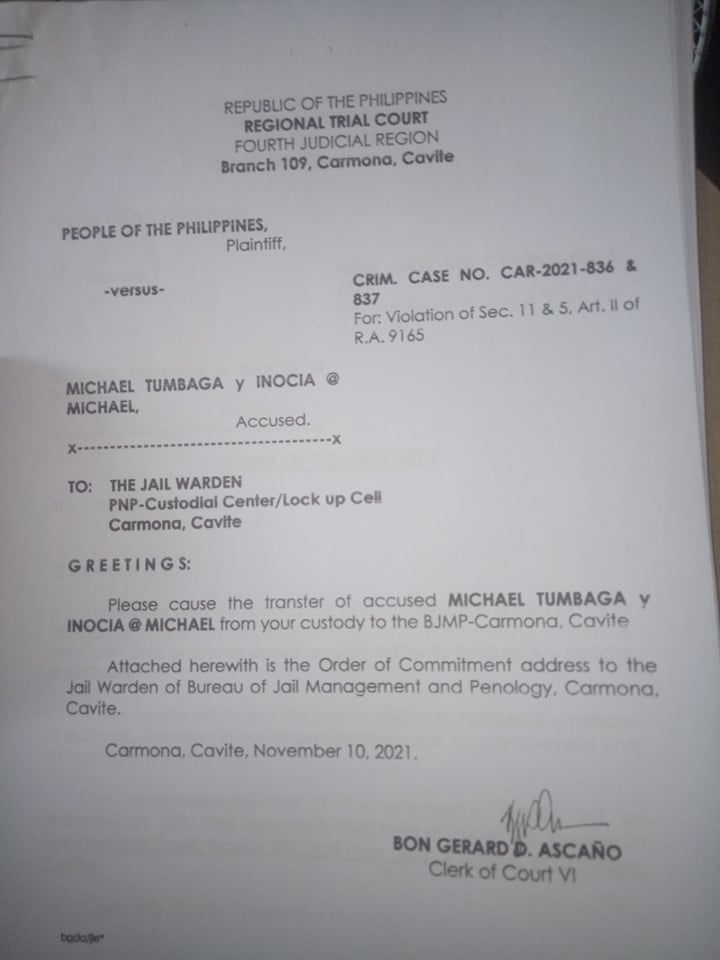 REPUBLIC OF THE PHILIPPINES
REGIONAL TRIAL COURT
FOURTH JUDICIAL REGION
Branch 109, Carmona, Cavite
PEOPLE OF THE PHILIPPINES,
Plaintiff,
-versus-
CRIM. CASE NO. CAR-2021-836 &
837
For: Violation of Sec. 11 & 5, Art. II of
R.A. 9165
MICHAEL TUMBAGA y INOCIA @
MICHAEL,
Accused.
x-------------------------------------x
TO: THE JAIL WARDEN
PNP-Custodial Center/Lock up Cell
Carmona, Cavite
G R E E T I N G S:
Please cause the transfer of accused MICHAEL TUMBAGA y
INOCIA @ MICHAEL from your custody to the BJMP-Carmona, Cavite
Attached herewith is the Order of Commitment address to the
Jail Warden of Bureau of Jail Management and Penology, Carmona,
Cavite.
Carmona, Cavite, November 10, 2021.
BON GERARD D. ASCAÑO
Clerk of Court VI
bgda/jle*